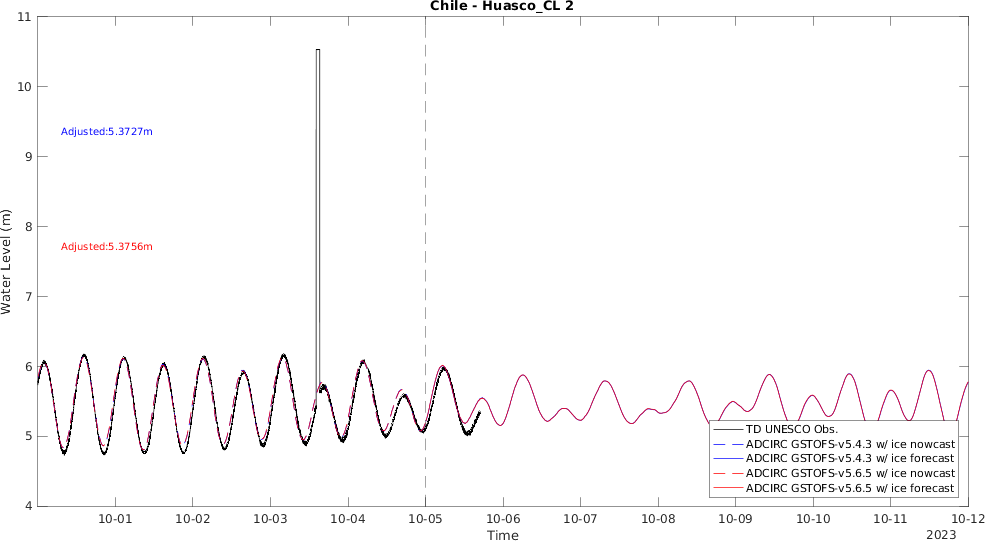 Chile - Huasco_CL 2
11
10
9
8
7
6
5
4
Water Level (m)
Adjusted:5.3727m
Adjusted:5.3756m
TD UNESCO Obs.
ADCIRC GSTOFS-v5.4.3 w/ ice nowcast
ADCIRC GSTOFS-v5.4.3 w/ ice forecast
ADCIRC GSTOFS-v5.6.5 w/ ice nowcast
ADCIRC GSTOFS-v5.6.5 w/ ice forecast
10-01 10-02 10-03 10-04 10-05 10-06 10-07 10-08 10-09 10-10 10-11 10-12
Time
2023